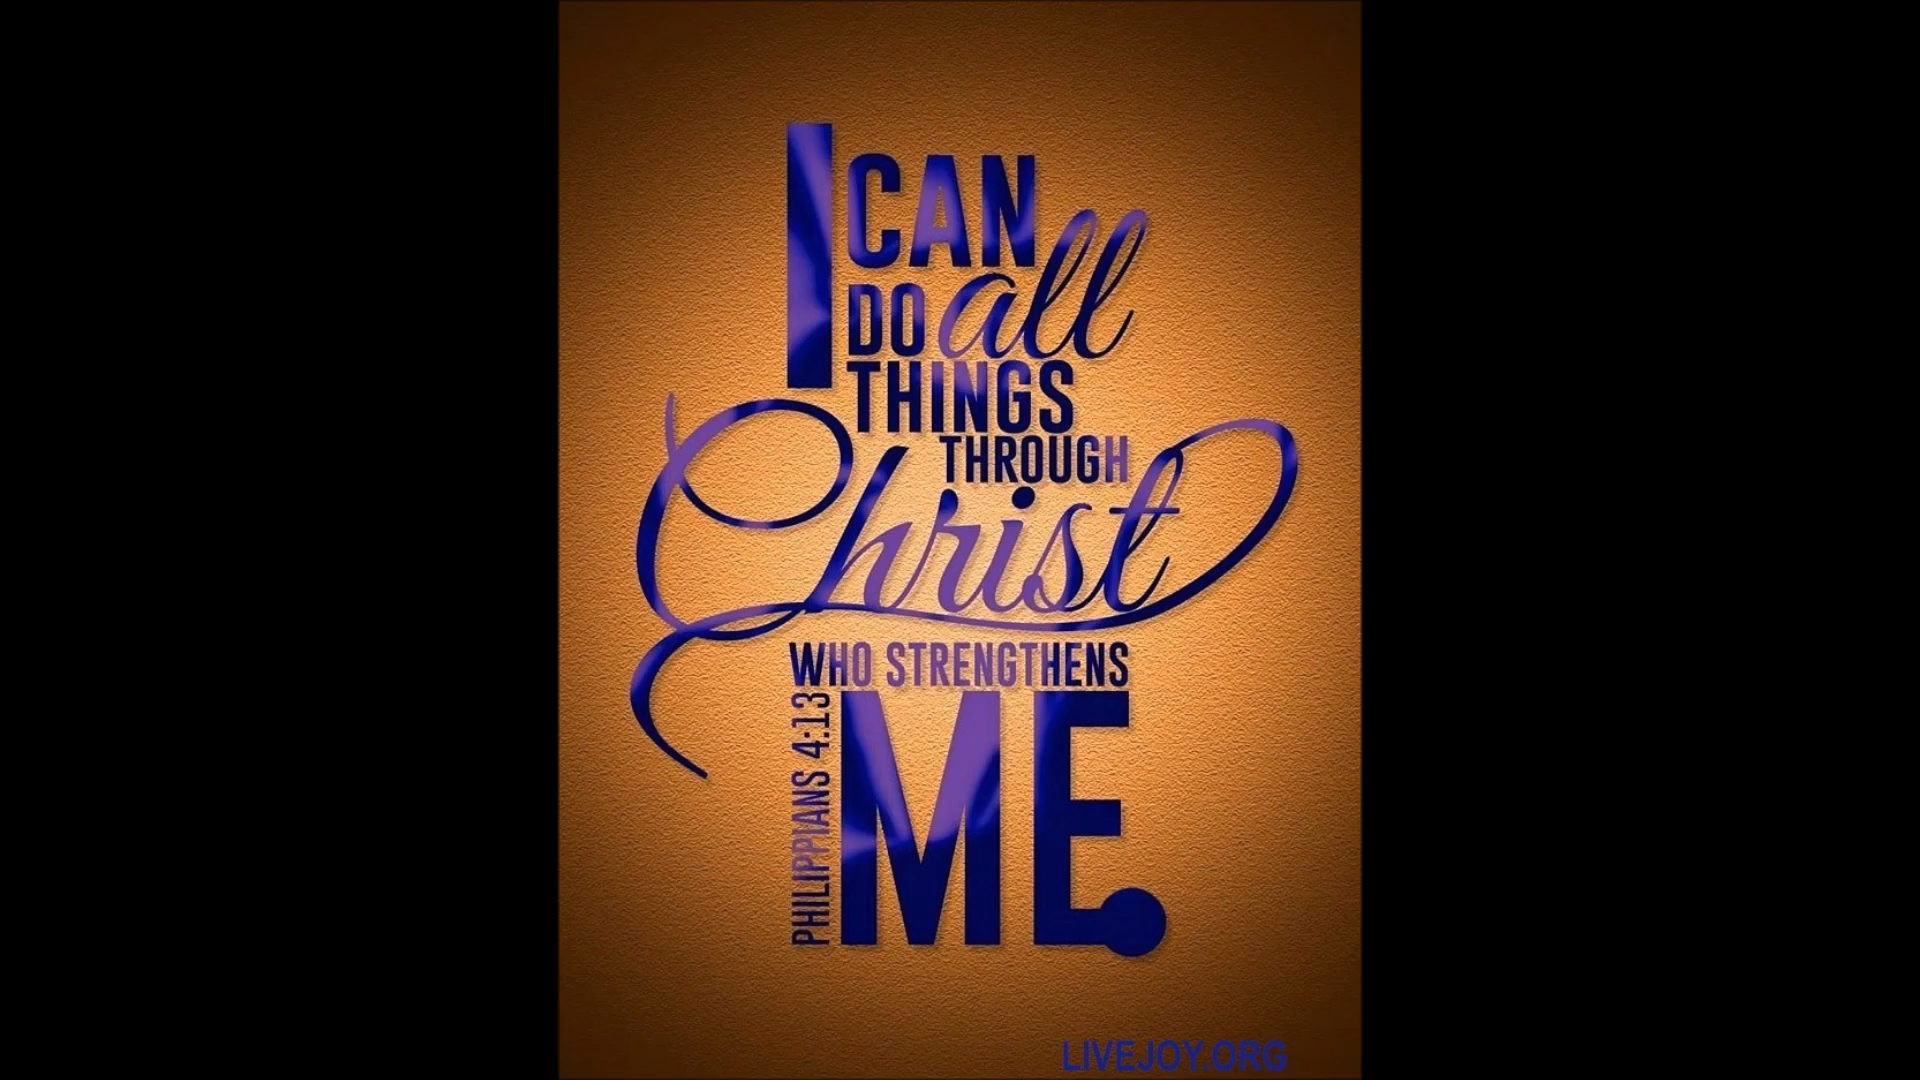 I CAN
DO all
THINGS
THROUGH
Christ
WHO STRENGTHENS
ME.
PHILIPPIANS 4:13
LIVEJOY.ORG